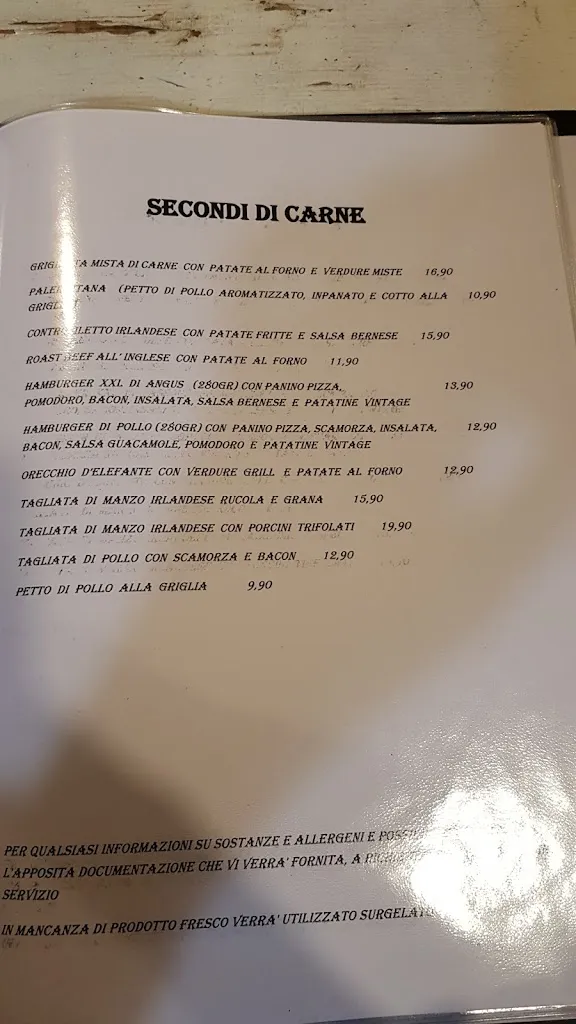 SECONDI DI CARNE
MISTA DI CARNE CON PATATE AL FORNO E VERDURE MISTE 16,90
(PETTO DI POLLO AROMATIZZATO, INPANATO E COTTO ALLA 10,90
IRLANDESE CON PATATE FRITTE E SALSA BERNESE 15,90
ROAST BEEF ALL'INGLESE CON PATATE AL FORNO 11,90
HAMBURGER XXL DI ANGUS (280GR) CON PANINO PIZZA, 13,90
POMODORO, BACON, INSALATA, SALSA BERNESE E PATATINE VINTAGE
HAMBURGER DI POLLO (280GR) CON PANINO PIZZA, SCAMORZA, INSALATA, 12,90
BACON, SALSA GUACAMOLE, POMODORO E PATATINE VINTAGE
ORECCHIO D'ELEFANTE CON VERDURE GRILL E PATATE AL FORNO 12,90
TAGLIATA DI MANZO IRLANDESE RUCOLA E GRANA 15,90
TAGLIATA DI MANZO IRLANDESE CON PORCINI TRIFOLATI 19,90
TAGLIATA DI POLLO CON SCAMORZA E BACON 12,90
PETTO DI POLLO ALLA GRIGLIA 9,90
PER QUALSIASI INFORMAZIONI SU SOSTANZE E ALLERGENI E
L'APPOSITA DOCUMENTAZIONE CHE VI VERRA' FORNITA, A
SERVIZIO
IN MANCANZA DI PRODOTTO FRESCO VERRA' UTILIZZATO